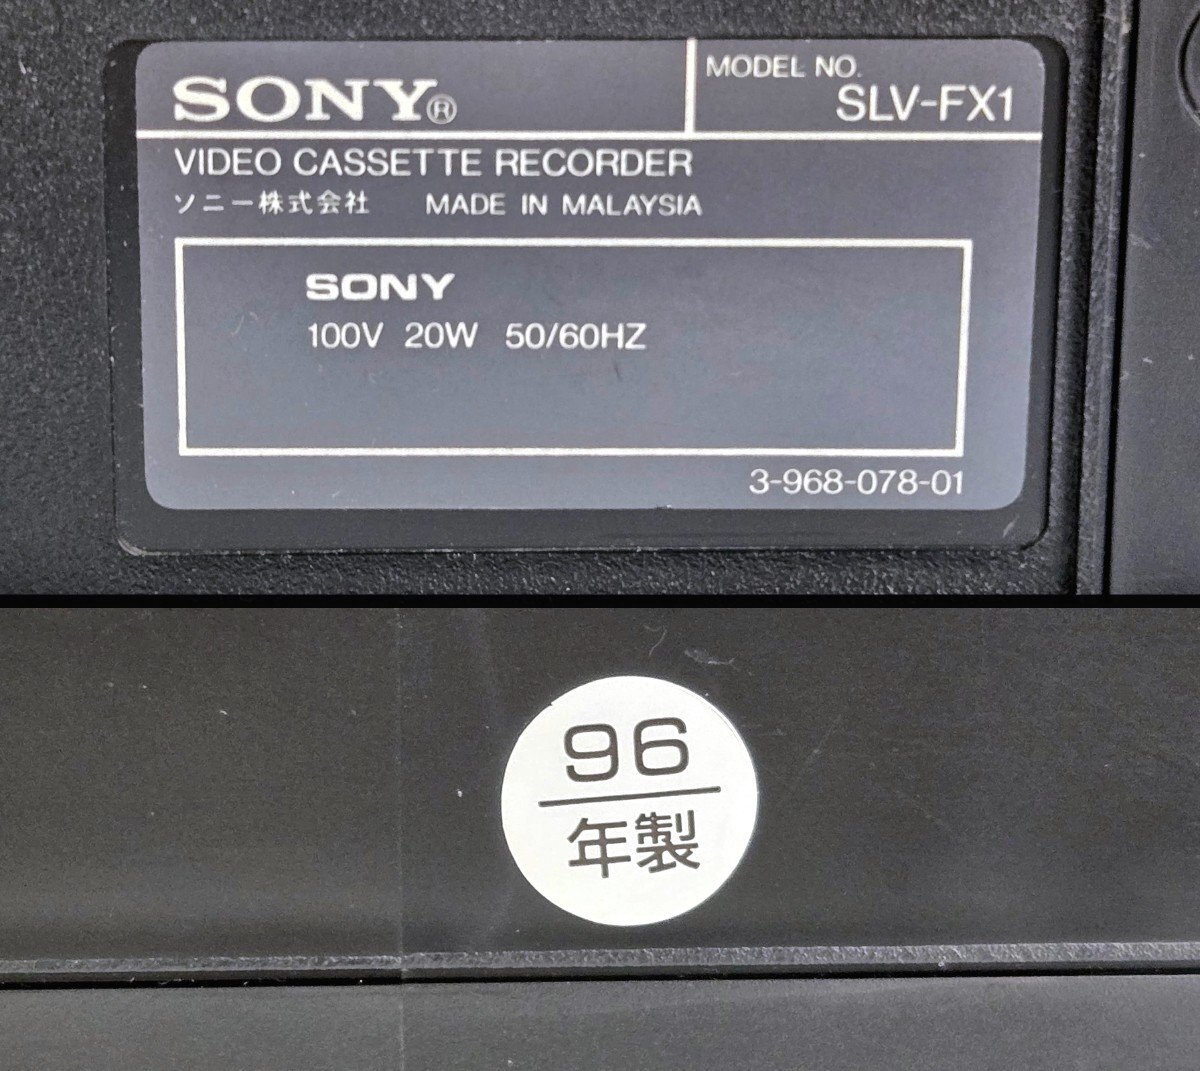 SONY®
MODEL NO.
SLV-FX1
VIDEO CASSETTE RECORDER
ソニー株式会社 MADE IN MALAYSIA
SONY
100V 20W 50/60HZ
3-968-078-01
96
年製